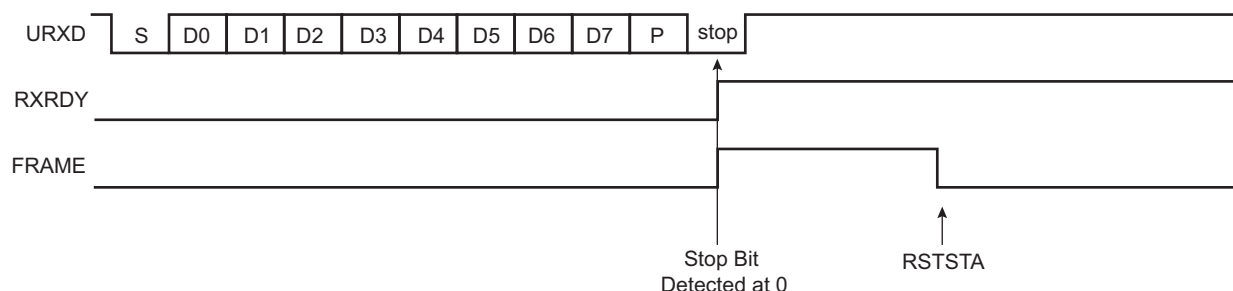 URXD S D0 D1 D2 D3 D4 D5 D6 D7 P stop
RXRDY
FRAME
Stop Bit
Detected at 0
RSTSTA